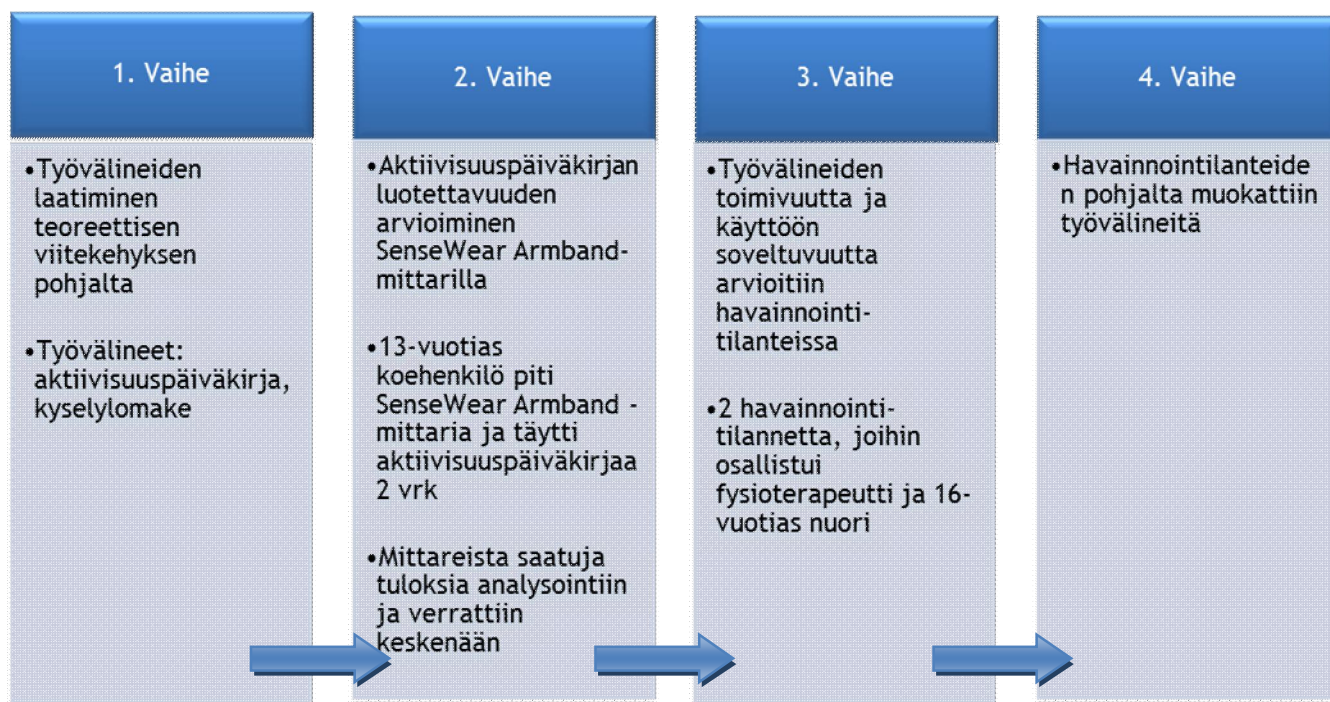 1. Vaihe
•Työvälineiden
laatiminen
teoreettisen
viitekehyksen
pohjalta
•Työvälineet:
aktiivisuuspäiväkirja,
kyselylomake
2. Vaihe
•Aktiivisuuspäiväkirjan
luotettavuuden
arvioiminen
SenseWear Armband-
mittarilla
•13-vuotias
koehenkilö piti
SenseWear Armband -
mittaria ja täytti
aktiivisuuspäiväkirjaa
2 vrk
•Mittareista saatuja
tuloksia analysointiin
ja verrattiin
keskenään
3. Vaihe
•Työvälineiden
toimivuutta ja
käyttöön
soveltuvuutta
arvioitiin
havainnointi-
tilanteissa
•2 havainnointi-
tilannetta, joihin
osallistui
fysioterapeutti ja 16-
vuotias nuori
4. Vaihe
•Havainnointilanteide
n pohjalta muokattiin
työvälineitä